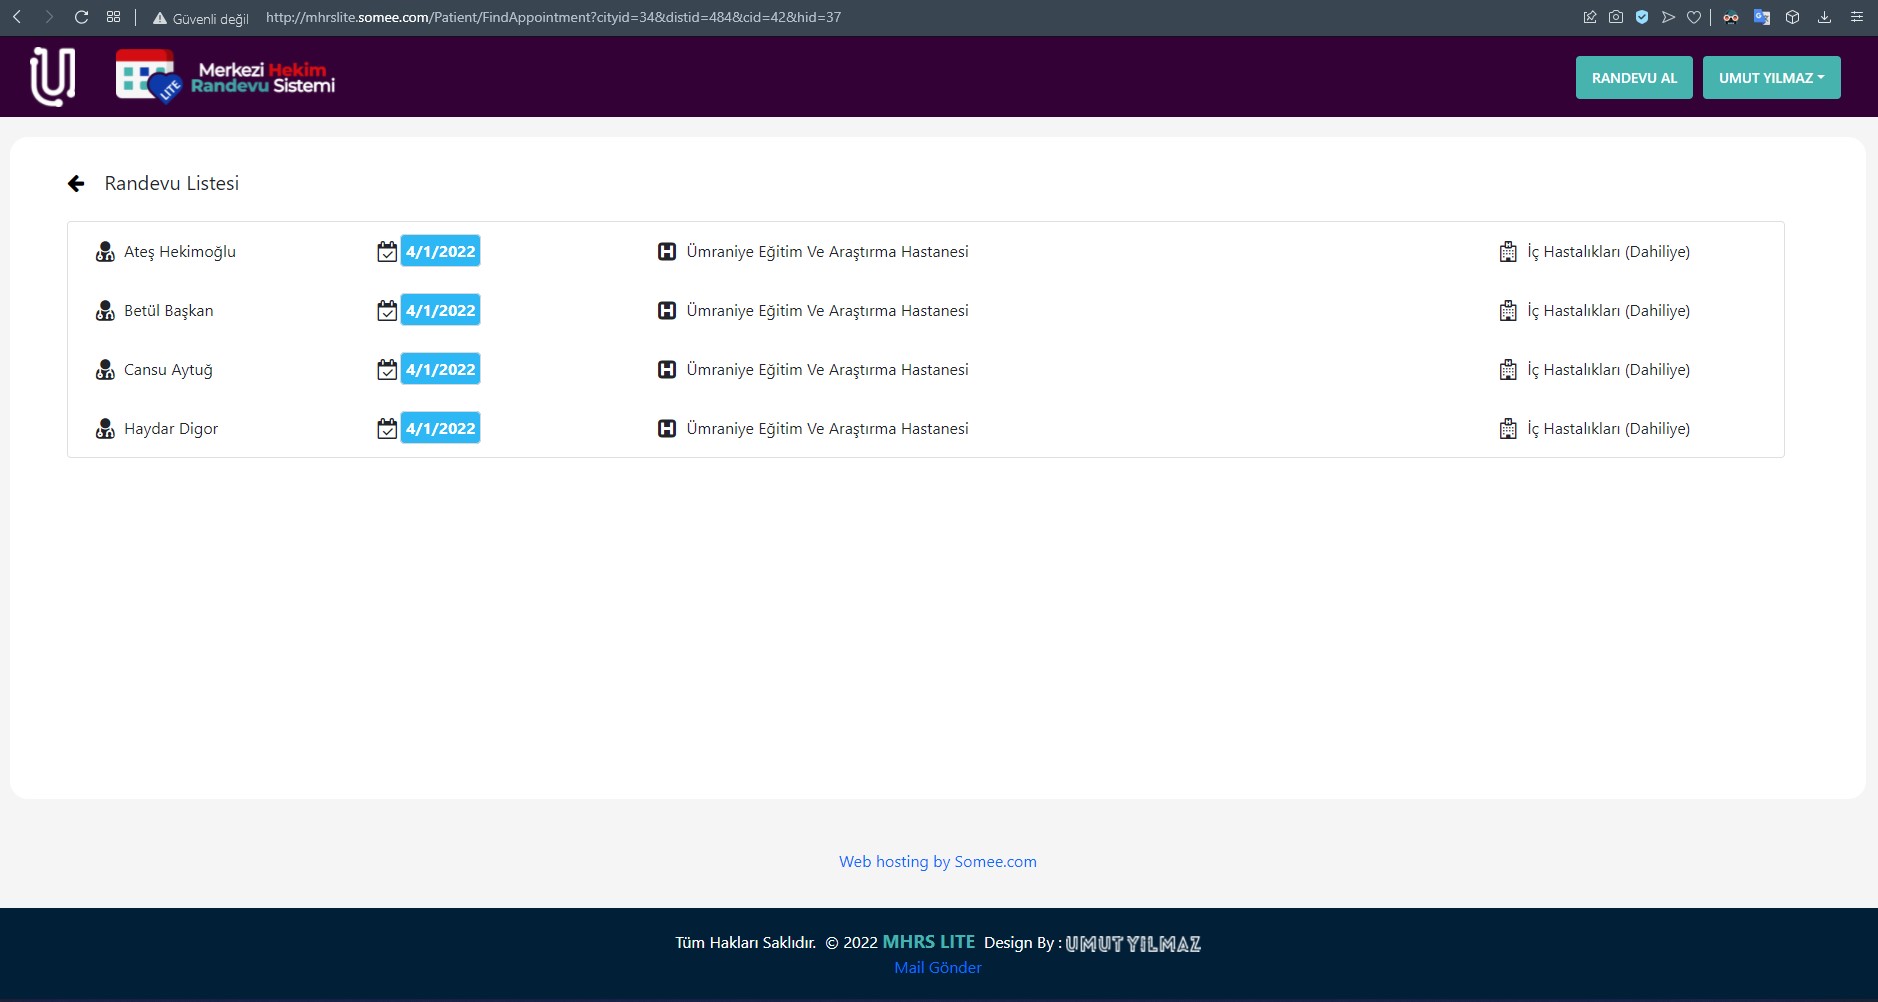 Güvenli değil http://mhrslite.somee.com/Patient/FindAppointment?cityid=34&distid=484&cid=42&hid=37
Merkezi Hekim
Randevu Sistemi
LITE
RANDEVU AL
UMUT YILMAZ
Randevu Listesi
Ateş Hekimoğlu 4/1/2022 Ümraniye Eğitim Ve Araştırma Hastanesi İç Hastalıkları (Dahiliye)
Betül Başkan 4/1/2022 Ümraniye Eğitim Ve Araştırma Hastanesi İç Hastalıkları (Dahiliye)
Cansu Aytuğ 4/1/2022 Ümraniye Eğitim Ve Araştırma Hastanesi İç Hastalıkları (Dahiliye)
Haydar Digor 4/1/2022 Ümraniye Eğitim Ve Araştırma Hastanesi İç Hastalıkları (Dahiliye)
Web hosting by Somee.com
Tüm Hakları Saklıdır. © 2022 MHRS LITE Design By : UMUT YILMAZ
Mail Gönder